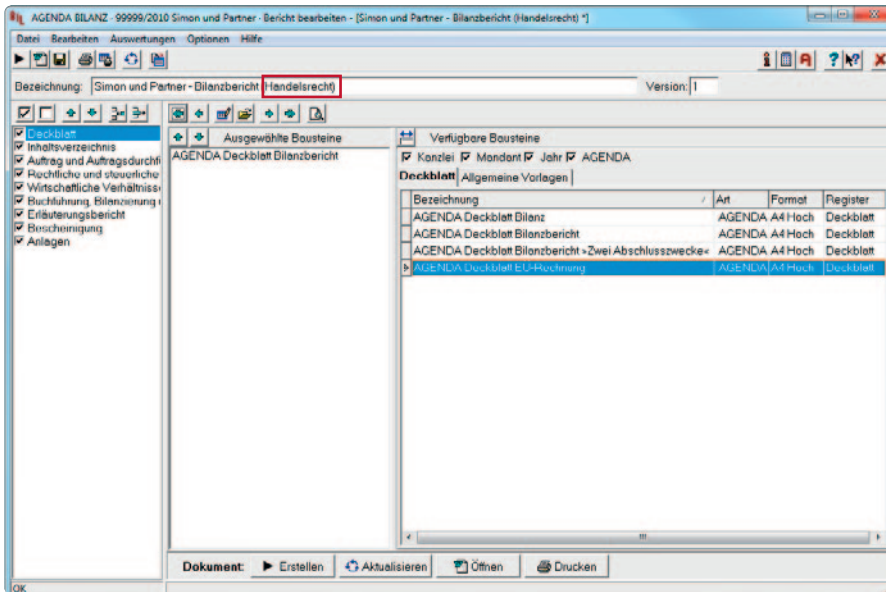 AGENDA BILANZ - 99999/2010 Simon und Partner - Bericht bearbeiten - [Simon und Partner - Bilanzbericht (Handelsrecht) *]
Datei Bearbeiten Auswertungen Optionen Hilfe
Bezeichnung: Simon und Partner - Bilanzbericht (Handelsrecht) Version: 1
Ausgewählte Bausteine
AGENDA Deckblatt Bilanzbericht
Deckblatt
Inhaltsverzeichnis
Auftrag und Auftragsdurchfü
Rechtliche und steuerliche
Wirtschaftliche Verhältniss
Buchführung, Bilanzierung
Erläuterungsbericht
Bescheinigung
Anlagen
Verfügbare Bausteine
Kanzlei Mandant Jahr AGENDA
Deckblatt Allgemeine Vorlagen
Bezeichnung / Art Format Register
AGENDA Deckblatt Bilanz AGENDA A4 Hoch Deckblatt
AGENDA Deckblatt Bilanzbericht AGENDA A4 Hoch Deckblatt
AGENDA Deckblatt Bilanzbericht »Zwei Abschlusszwecke« AGENDA A4 Hoch Deckblatt
AGENDA Deckblatt EÜ-Rechnung AGENDA A4 Hoch Deckblatt
Dokument: Erstellen Aktualisieren Öffnen Drucken
OK